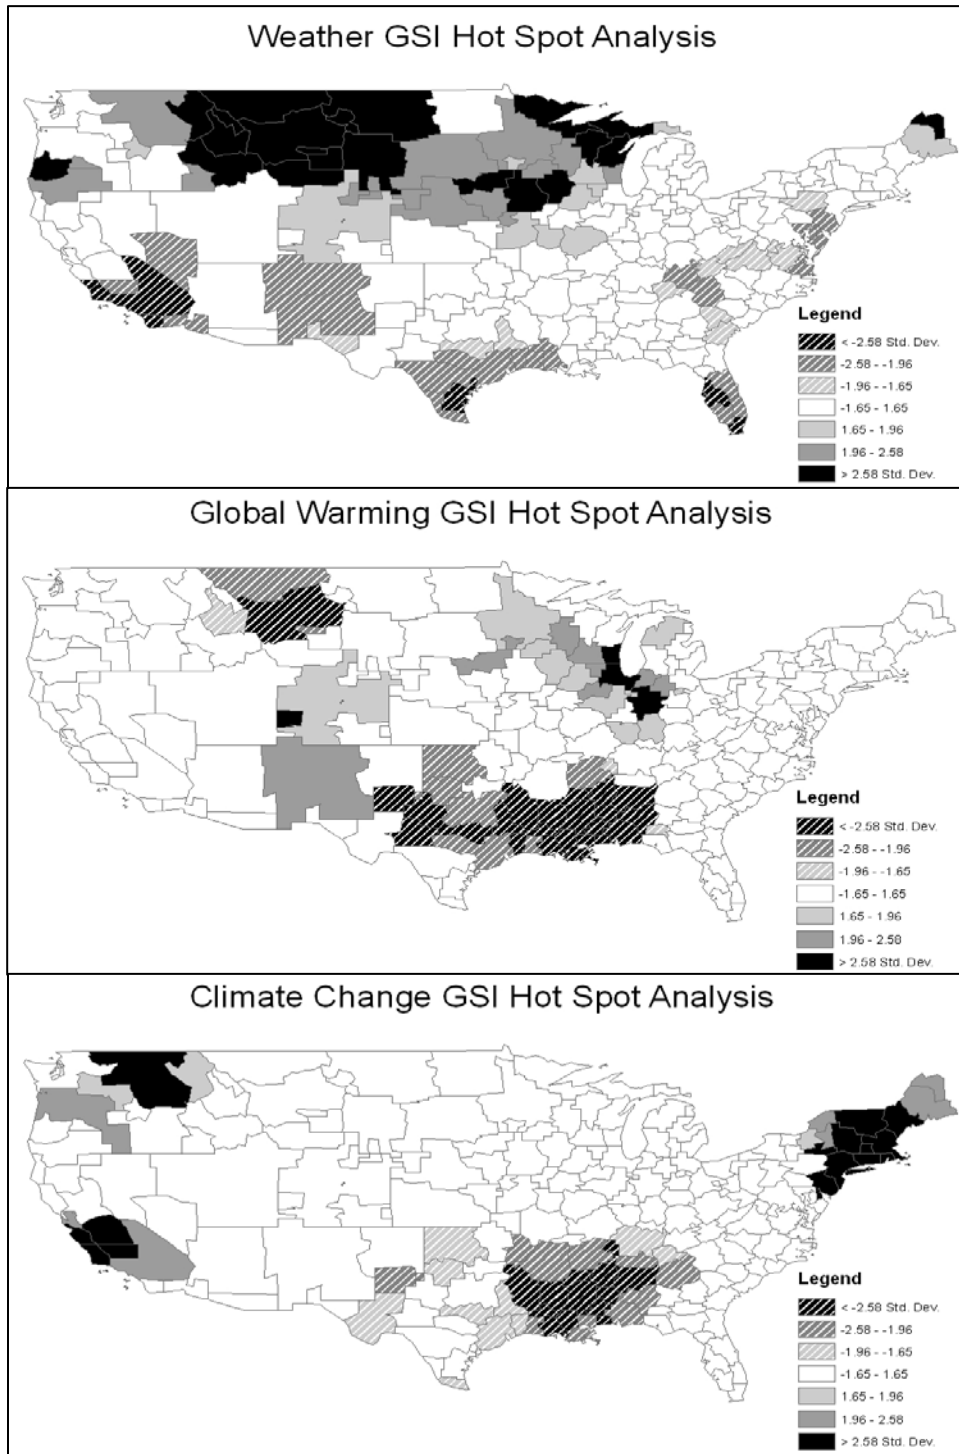 Weather GSI Hot Spot Analysis
Legend
< -2.58 Std. Dev.
-2.58 - -1.96
-1.96 - -1.65
-1.65 - 1.65
1.65 - 1.96
1.96 - 2.58
> 2.58 Std. Dev.
Global Warming GSI Hot Spot Analysis
Legend
< -2.58 Std. Dev.
-2.58 - -1.96
-1.96 - -1.65
-1.65 - 1.65
1.65 - 1.96
1.96 - 2.58
> 2.58 Std. Dev.
Climate Change GSI Hot Spot Analysis
Legend
< -2.58 Std. Dev.
-2.58 - -1.96
-1.96 - -1.65
-1.65 - 1.65
1.65 - 1.96
1.96 - 2.58
> 2.58 Std. Dev.